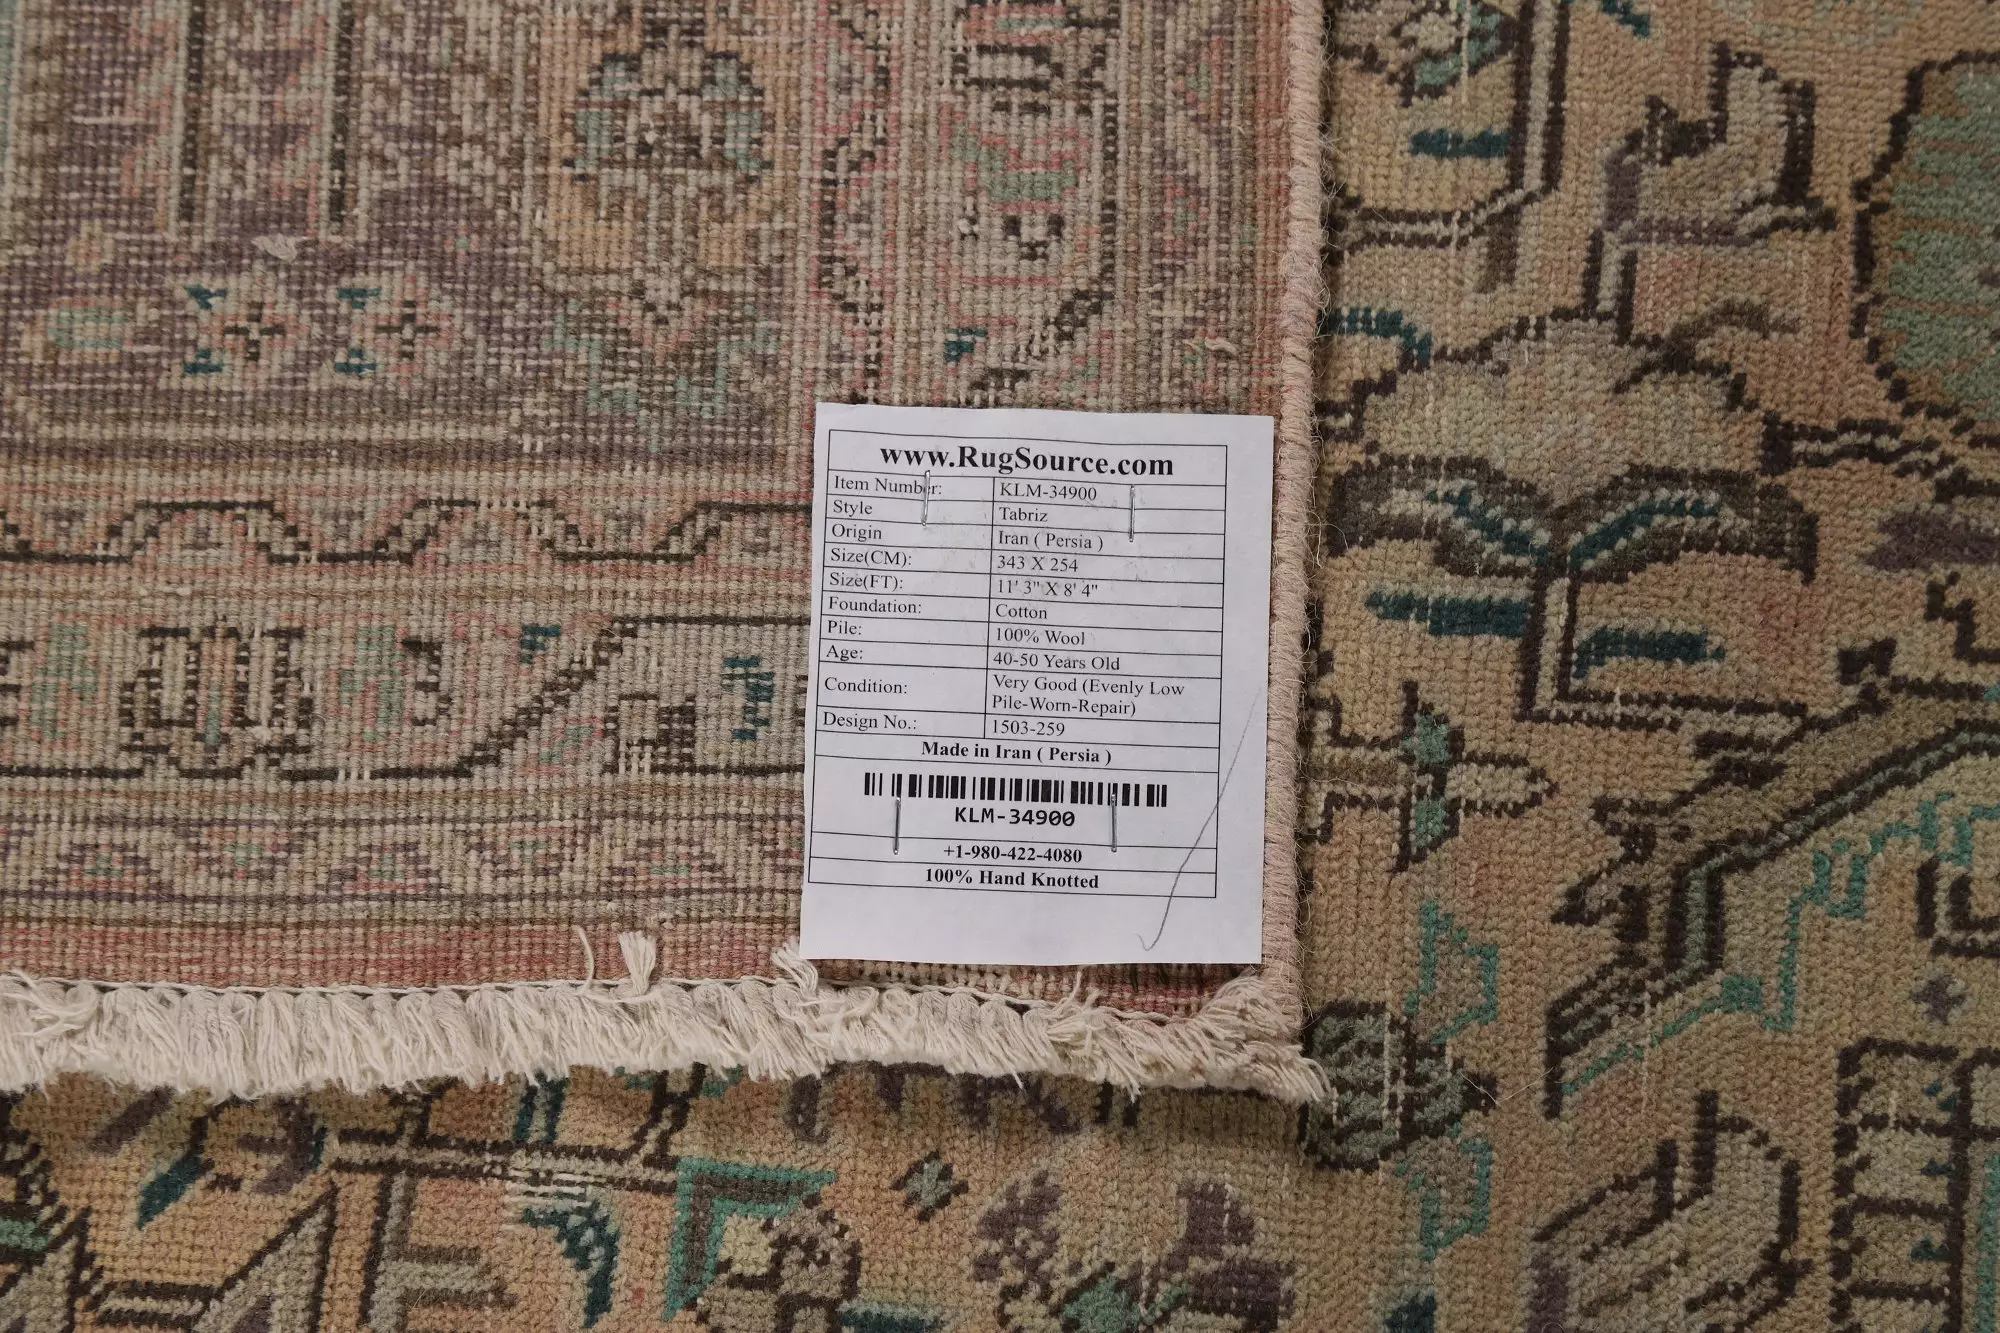 www.RugSource.com
Item Number: KLM-34900
Style Tabriz
Origin Iran ( Persia )
Size(CM): 343 X 254
Size(FT): 11' 3" X 8' 4"
Foundation: Cotton
Pile: 100% Wool
Age: 40-50 Years Old
Condition: Very Good (Evenly Low
Pile-Worn-Repair)
Design No.: 1503-259
Made in Iran ( Persia )
KLM-34900
+1-980-422-4080
100% Hand Knotted